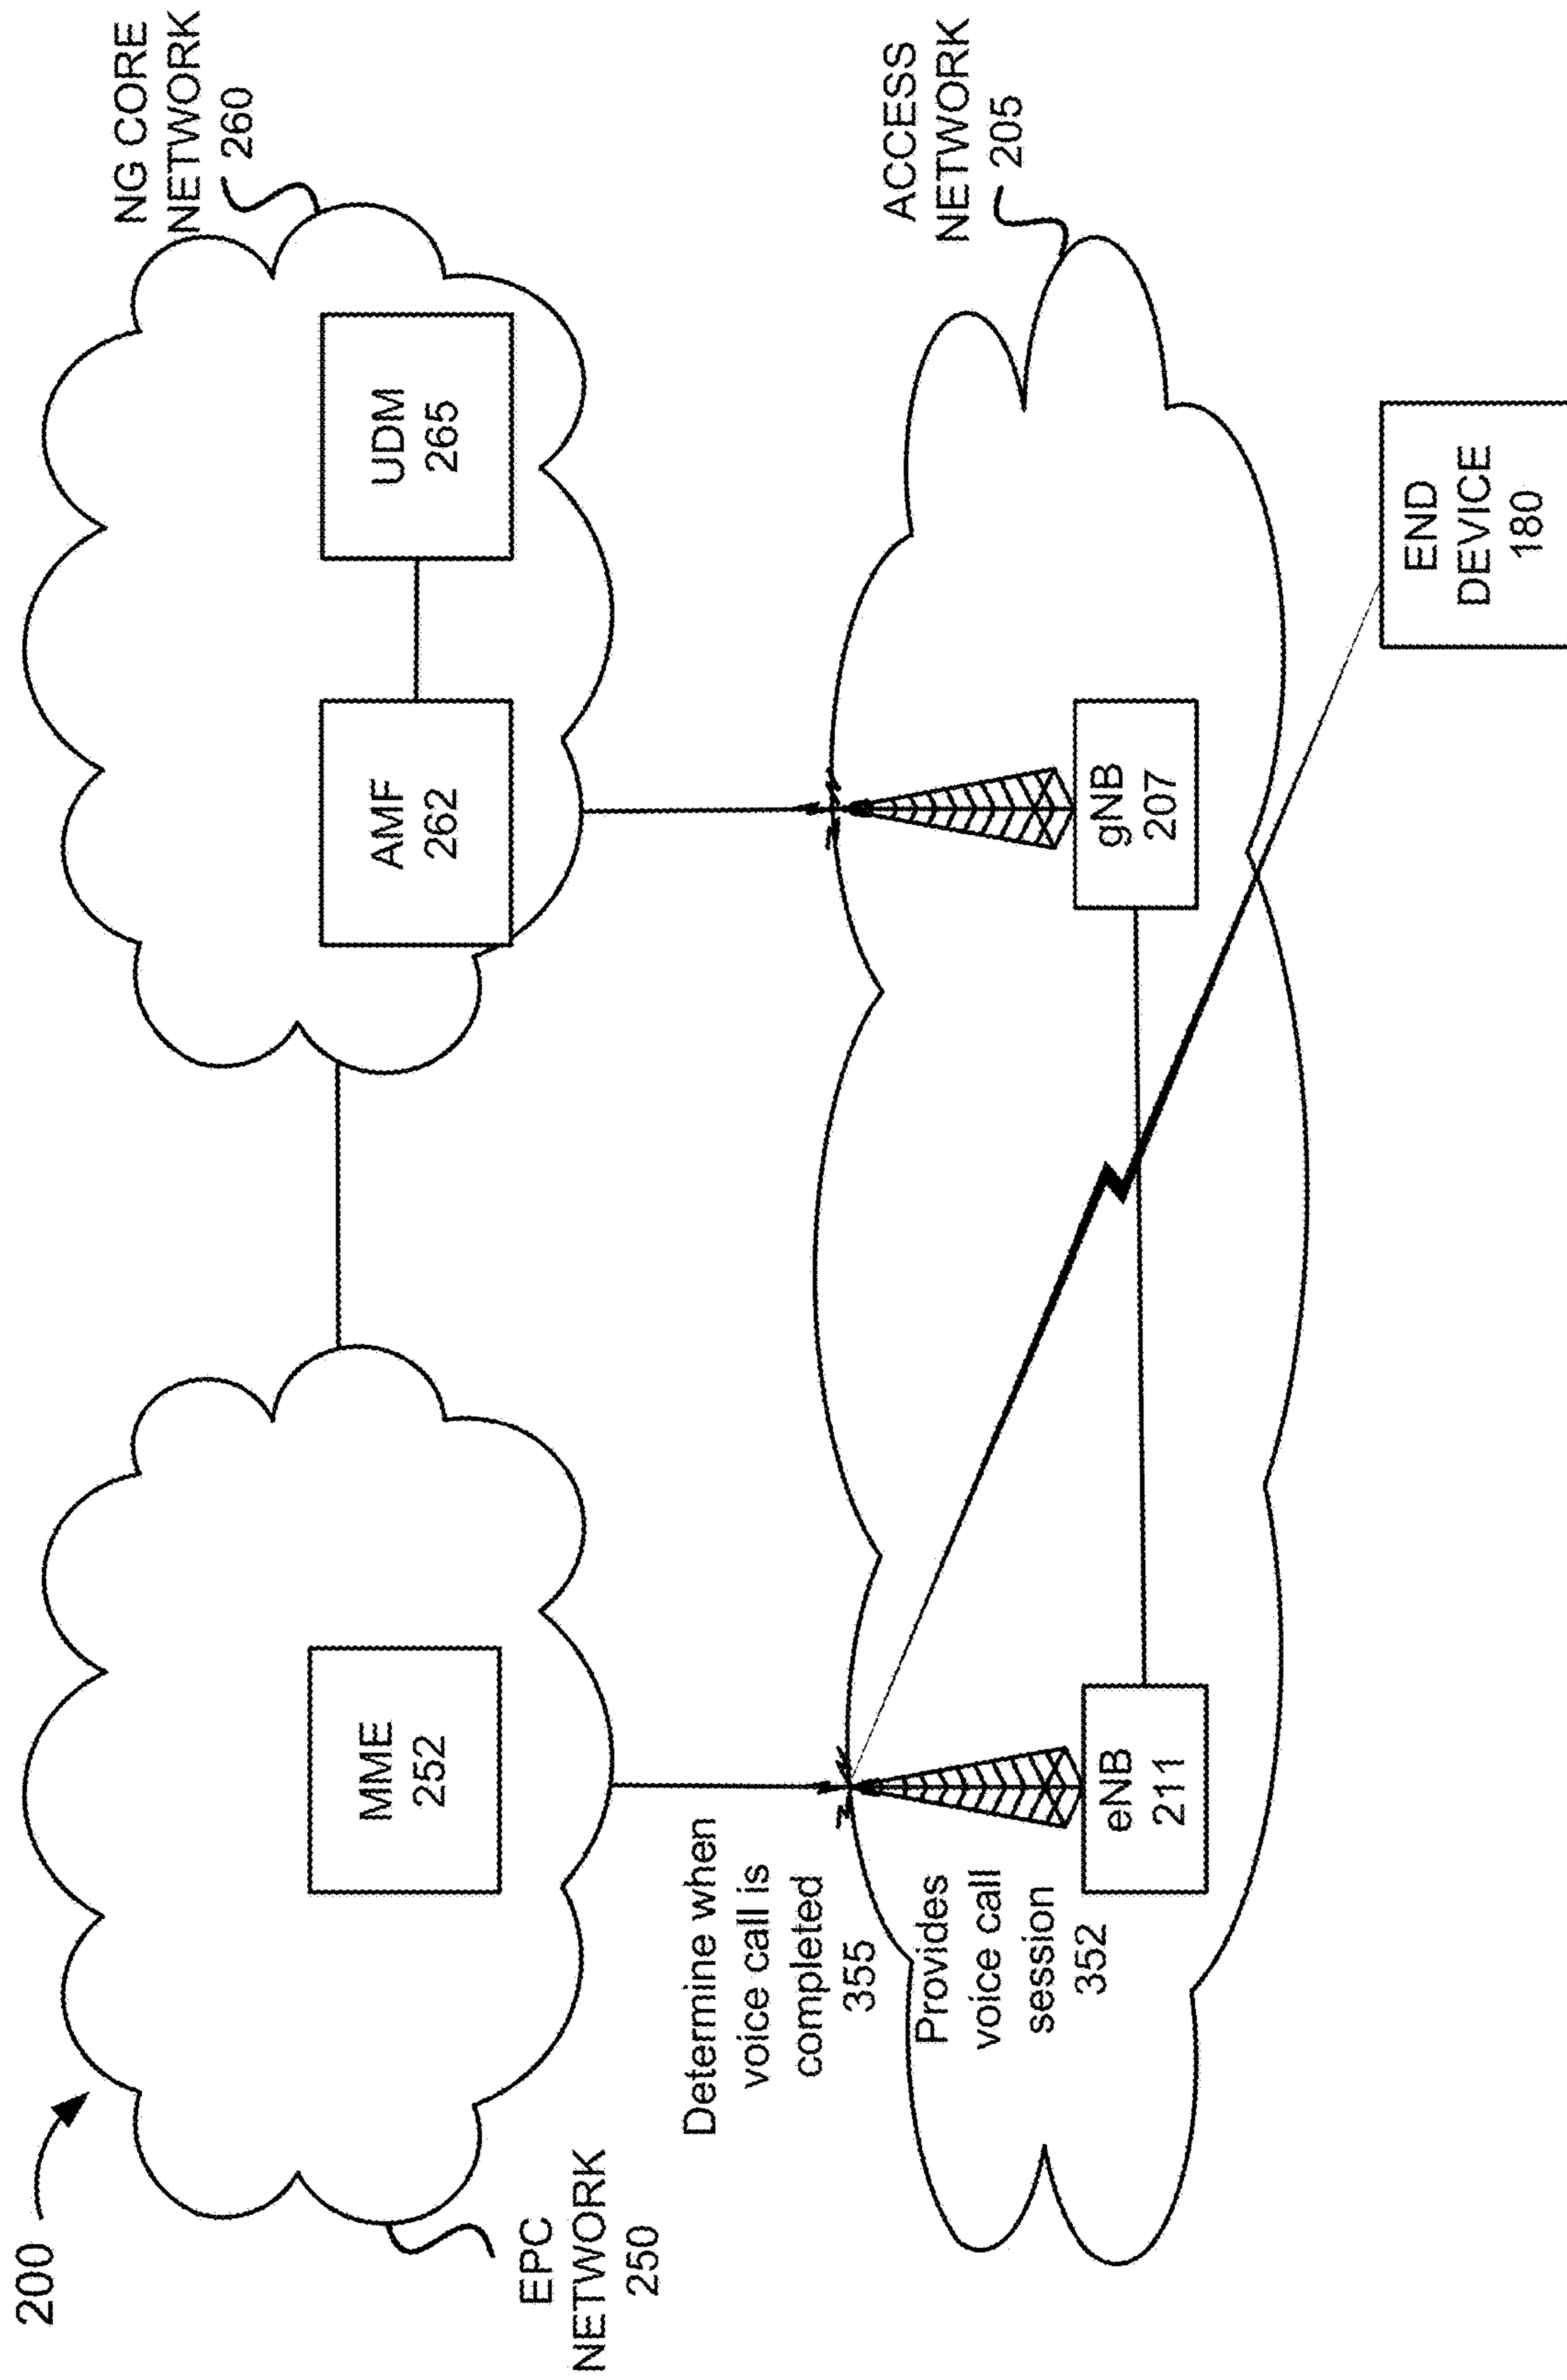 200
EPC
NETWORK
250
MME
252
NG CORE
NETWORK
260
AMF
262
UDM
265
Determine when
voice call is
completed
355
Provides
voice call
session
352
eNB
211
gNB
207
ACCESS
NETWORK
205
END
DEVICE
180